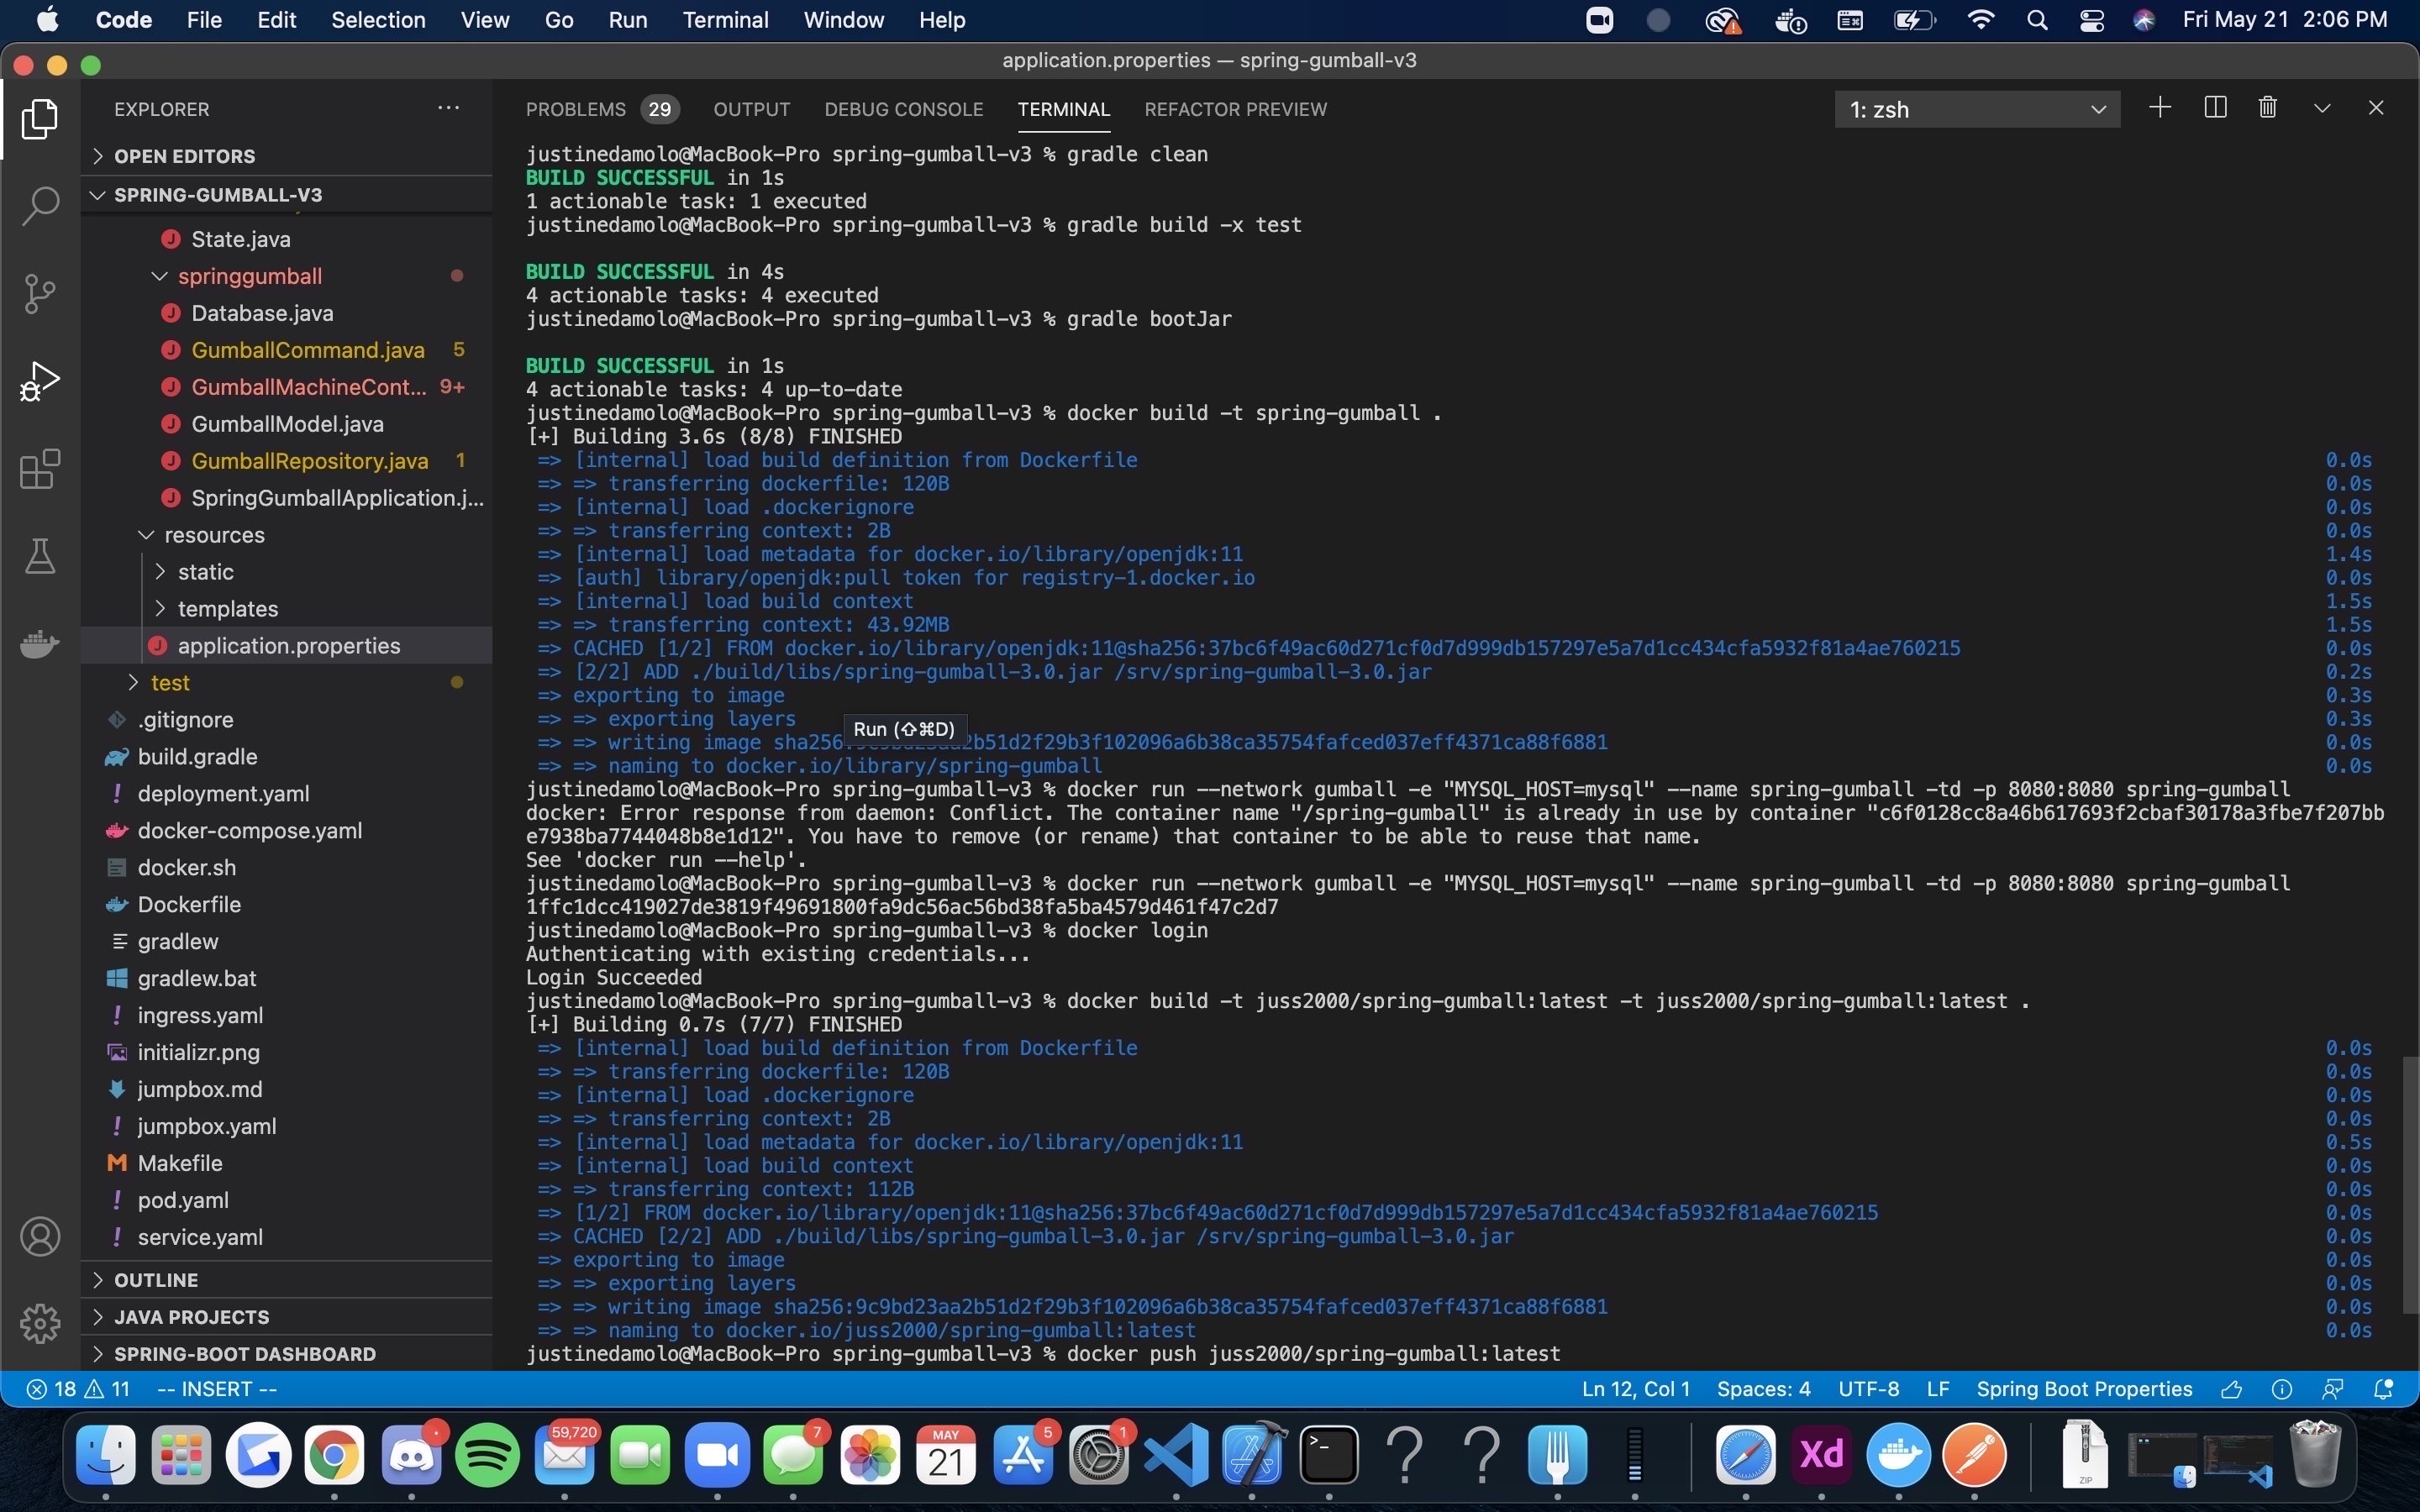 Code File Edit Selection View Go Run Terminal Window Help Fri May 21 2:06 PM
application.properties — spring-gumball-v3
EXPLORER ...
OPEN EDITORS
SPRING-GUMBALL-V3
State.java
springgumball
Database.java
GumballCommand.java 5
GumballMachineCont... 9+
GumballModel.java
GumballRepository.java 1
SpringGumballApplication.j...
resources
static
templates
application.properties
test
.gitignore
build.gradle
deployment.yaml
docker-compose.yaml
docker.sh
Dockerfile
gradlew
gradlew.bat
ingress.yaml
initializr.png
jumpbox.md
jumpbox.yaml
Makefile
pod.yaml
service.yaml
OUTLINE
JAVA PROJECTS
SPRING-BOOT DASHBOARD
PROBLEMS 29 OUTPUT DEBUG CONSOLE TERMINAL REFACTOR PREVIEW 1: zsh
justinedamolo@MacBook-Pro spring-gumball-v3 % gradle clean
BUILD SUCCESSFUL in 1s
1 actionable task: 1 executed
justinedamolo@MacBook-Pro spring-gumball-v3 % gradle build -x test
BUILD SUCCESSFUL in 4s
4 actionable tasks: 4 executed
justinedamolo@MacBook-Pro spring-gumball-v3 % gradle bootJar
BUILD SUCCESSFUL in 1s
4 actionable tasks: 4 up-to-date
justinedamolo@MacBook-Pro spring-gumball-v3 % docker build -t spring-gumball .
[+] Building 3.6s (8/8) FINISHED
=> [internal] load build definition from Dockerfile 0.0s
=> => transferring dockerfile: 120B 0.0s
=> [internal] load .dockerignore 0.0s
=> => transferring context: 2B 0.0s
=> [internal] load metadata for docker.io/library/openjdk:11 1.4s
=> [auth] library/openjdk:pull token for registry-1.docker.io 0.0s
=> [internal] load build context 1.5s
=> => transferring context: 43.92MB 1.5s
=> CACHED [1/2] FROM docker.io/library/openjdk:11@sha256:37bc6f49ac60d271cf0d7d999db157297e5a7d1cc434cfa5932f81a4ae760215 0.0s
=> [2/2] ADD ./build/libs/spring-gumball-3.0.jar /srv/spring-gumball-3.0.jar 0.2s
=> exporting to image 0.3s
=> => exporting layers 0.3s
Run (⇧⌘D)
=> => writing image 0.0s
=> => naming to docker.io/library/spring-gumball 0.0s
justinedamolo@MacBook-Pro spring-gumball-v3 % docker run --network gumball -e "MYSQL_HOST=mysql" --name spring-gumball -td -p 8080:8080 spring-gumball
docker: Error response from daemon: Conflict. The container name "/spring-gumball" is already in use by container "c6f0128cc8a46b617693f2cbaf30178a3fbe7f207bb
e7938ba7744048b8e1d12". You have to remove (or rename) that container to be able to reuse that name.
See 'docker run --help'.
justinedamolo@MacBook-Pro spring-gumball-v3 % docker run --network gumball -e "MYSQL_HOST=mysql" --name spring-gumball -td -p 8080:8080 spring-gumball
1ffc1dcc419027de3819f49691800fa9dc56ac56bd38fa5ba4579d461f47c2d7
justinedamolo@MacBook-Pro spring-gumball-v3 % docker login
Authenticating with existing credentials...
Login Succeeded
justinedamolo@MacBook-Pro spring-gumball-v3 % docker build -t juss2000/spring-gumball:latest -t juss2000/spring-gumball:latest .
[+] Building 0.7s (7/7) FINISHED
=> [internal] load build definition from Dockerfile 0.0s
=> => transferring dockerfile: 120B 0.0s
=> [internal] load .dockerignore 0.0s
=> => transferring context: 2B 0.0s
=> [internal] load metadata for docker.io/library/openjdk:11 0.5s
=> [internal] load build context 0.0s
=> => transferring context: 112B 0.0s
=> [1/2] FROM docker.io/library/openjdk:11@sha256:37bc6f49ac60d271cf0d7d999db157297e5a7d1cc434cfa5932f81a4ae760215 0.0s
=> CACHED [2/2] ADD ./build/libs/spring-gumball-3.0.jar /srv/spring-gumball-3.0.jar 0.0s
=> exporting to image 0.0s
=> => exporting layers 0.0s
=> => writing image sha256:9c9bd23aa2b51d2f29b3f102096a6b38ca35754fafced037eff4371ca88f6881 0.0s
=> => naming to docker.io/juss2000/spring-gumball:latest 0.0s
justinedamolo@MacBook-Pro spring-gumball-v3 % docker push juss2000/spring-gumball:latest
18 11 -- INSERT -- Ln 12, Col 1 Spaces: 4 UTF-8 LF Spring Boot Properties
59,720 7 MAY 21 5 1 Xd ZIP